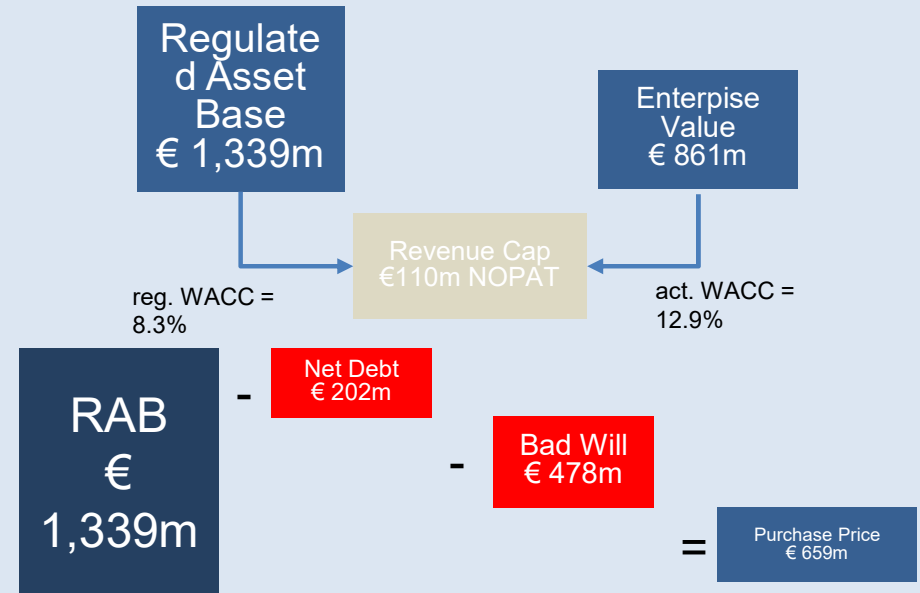 Regulate
d Asset
Base
€ 1,339m
Enterpise
Value
€ 861m
Revenue Cap
€110m NOPAT
reg. WACC =
8.3%
act. WACC =
12.9%
RAB
€
1,339m
-
Net Debt
€ 202m
-
Bad Will
€ 478m
=
Purchase Price
€ 659m